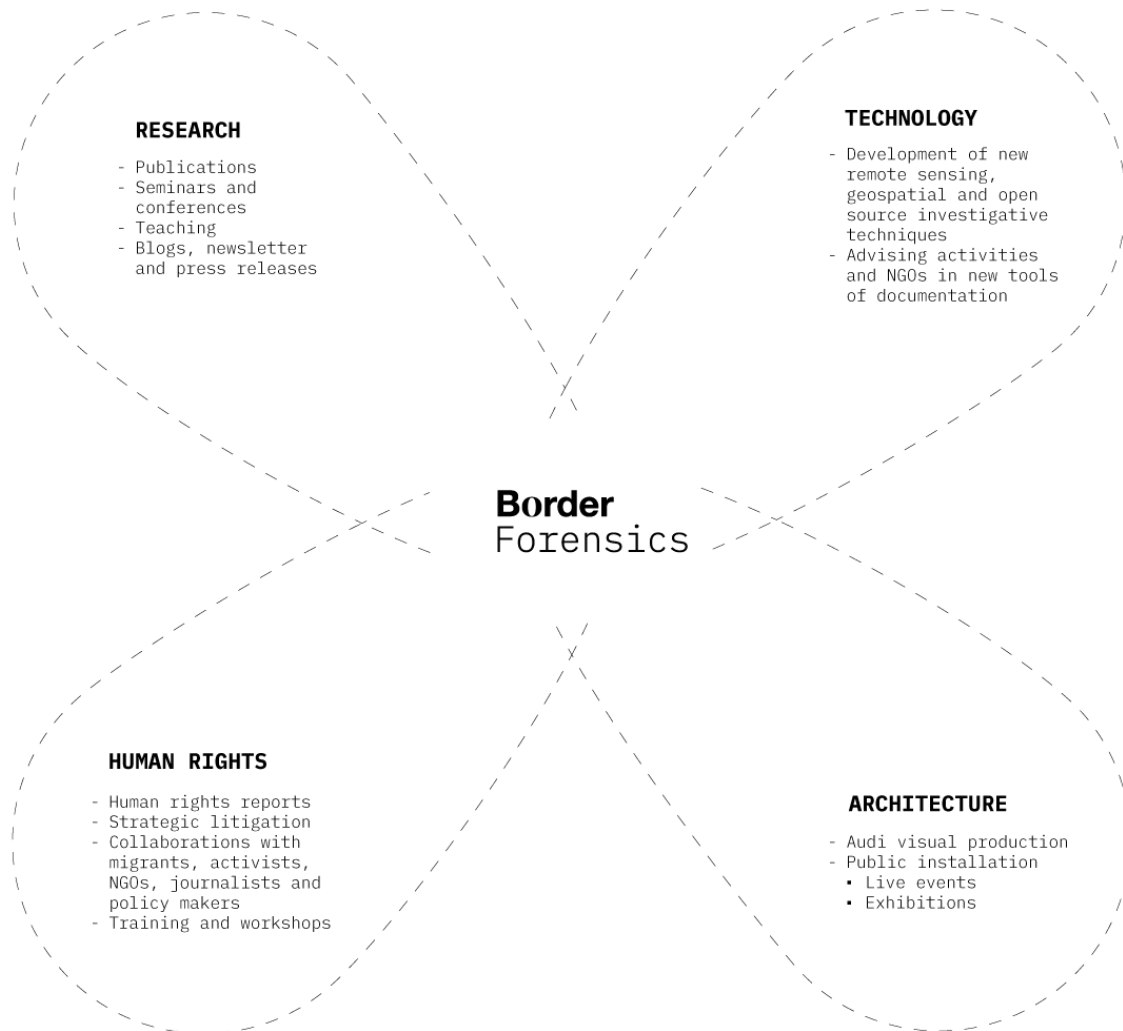 RESEARCH
- Publications
- Seminars and
conferences
- Teaching
- Blogs, newsletter
and press releases
TECHNOLOGY
- Development of new
remote sensing,
geospatial and open
source investigative
techniques
- Advising activities
and NGOs in new tools
of documentation
Border
Forensics
HUMAN RIGHTS
- Human rights reports
- Strategic litigation
- Collaborations with
migrants, activists,
NGOs, journalists and
policy makers
- Training and workshops
ARCHITECTURE
- Audi visual production
- Public installation
▪ Live events
▪ Exhibitions